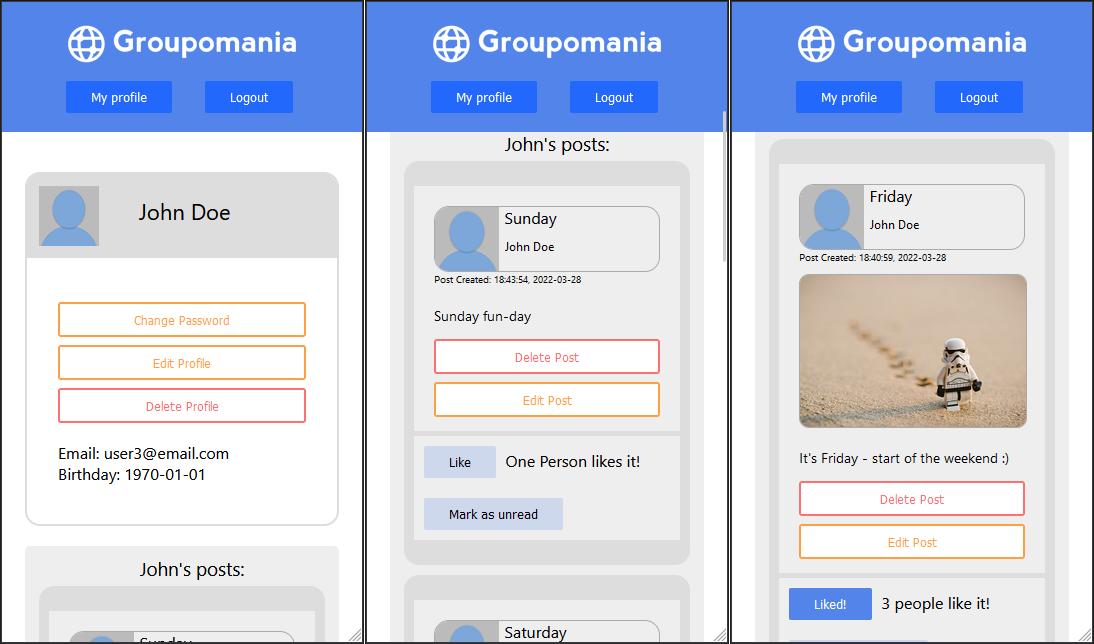 Groupomania
My profile
Logout
John Doe
Change Password
Edit Profile
Delete Profile
Email: user3@email.com
Birthday: 1970-01-01
John's posts:
Sunday
Groupomania
My profile
Logout
John's posts:
Sunday
John Doe
Post Created: 18:43:54, 2022-03-28
Sunday fun-day
Delete Post
Edit Post
Like
One Person likes it!
Mark as unread
Saturday
Groupomania
My profile
Logout
Friday
John Doe
Post Created: 18:40:59, 2022-03-28
It's Friday - start of the weekend :)
Delete Post
Edit Post
Liked!
3 people like it!